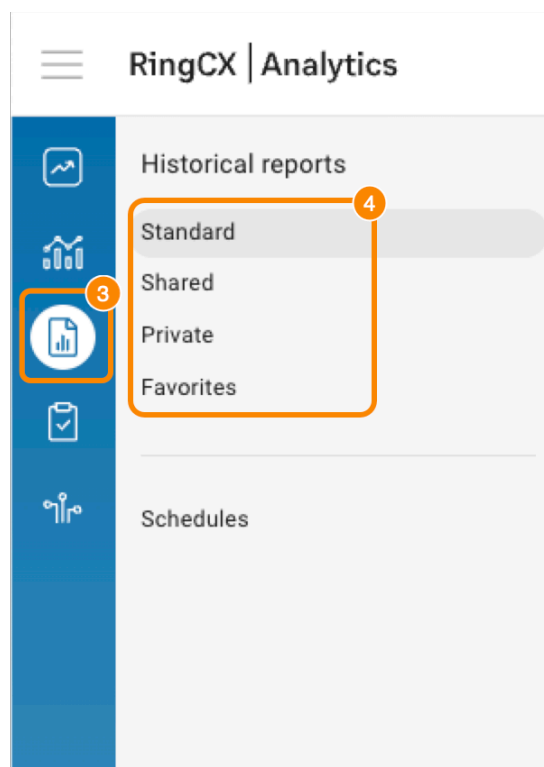 RingCX | Analytics
Historical reports
4
Standard
3
Shared
Private
Favorites
Schedules